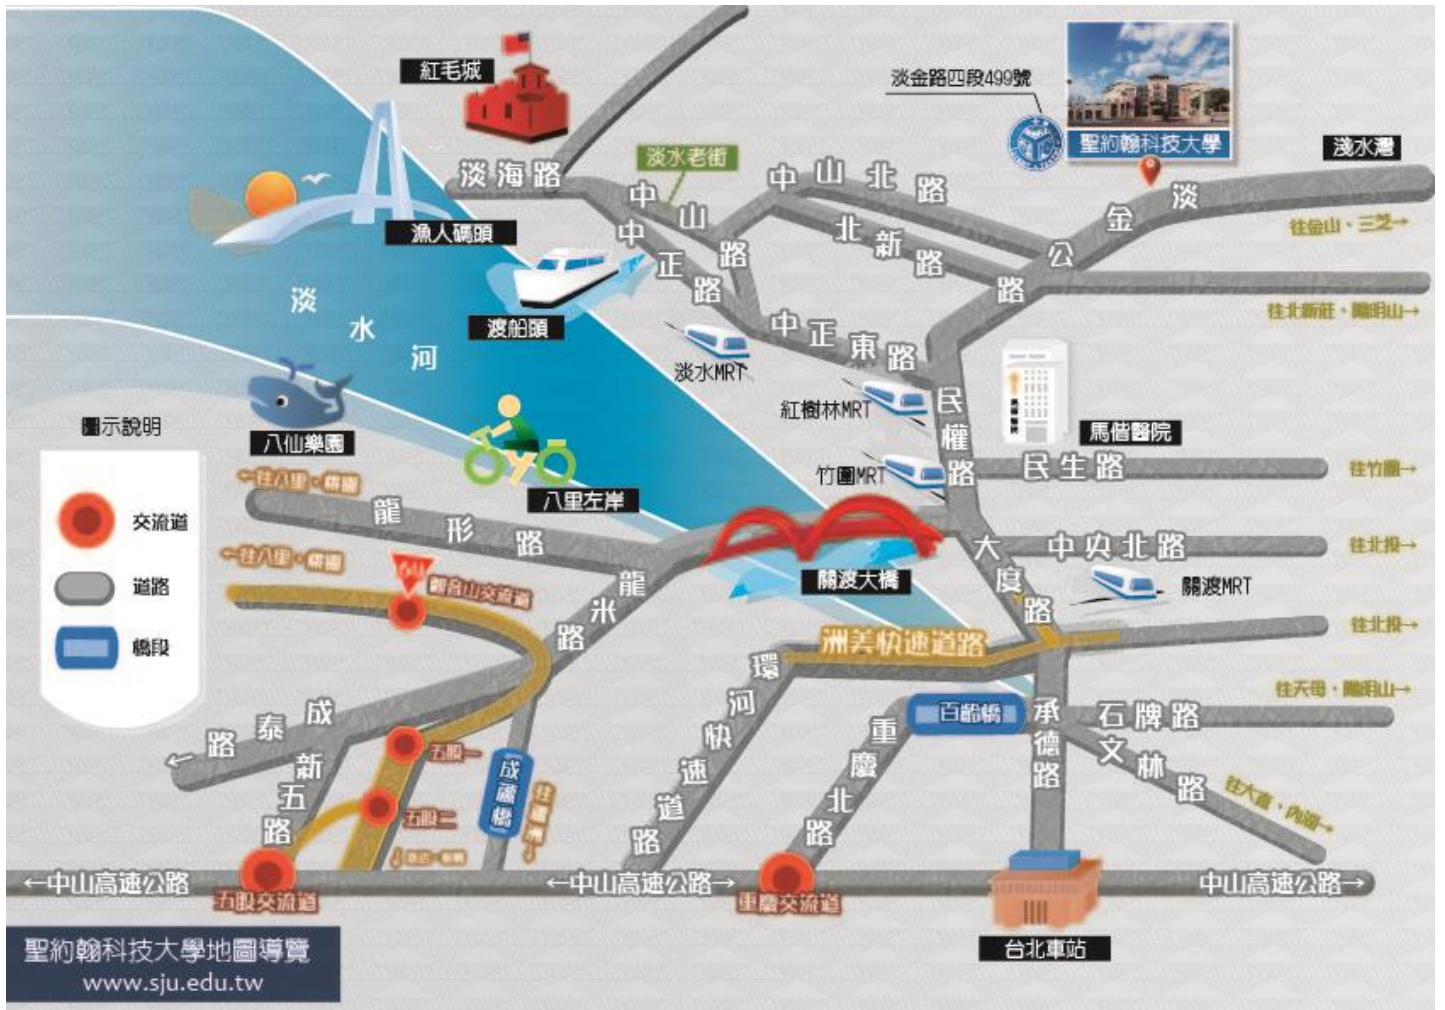 紅毛城
淡金路四段499號
聖約翰科技大學
淺水灣
淡水老街
淡海路
中山北路
淡金公路
中山路
北新路
中正路
往金山、三芝→
漁人碼頭
淡水河
渡船頭
中正東路
往北新莊、陽明山→
淡水MRT
紅樹林MRT
民權路
馬偕醫院
八仙樂園
圖示說明
竹圍MRT
民生路
往竹圍→
←往八里、桃園
八里左岸
龍形路
交流道
大度路
中央北路
往北投→
←往八里、桃園
關渡大橋
關渡MRT
觀音山交流道
道路
龍米路
橋段
洲美快速道路
往北投→
環河快速道路
往天母、陽明山→
成泰路
百齡橋
承德路
石牌路
重慶北路
文林路
新五路
五股一
成蘆橋
往蘆洲→
五股二
往大直、內湖→
←中山高速公路
←中山高速公路→
中山高速公路→
五股交流道
重慶交流道
台北車站
聖約翰科技大學地圖導覽
www.sju.edu.tw